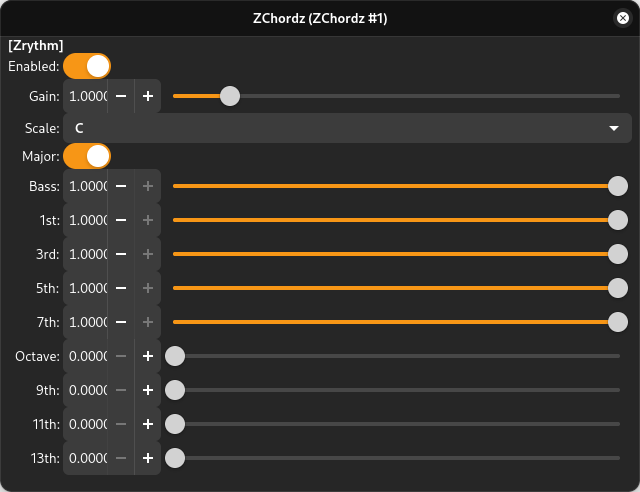 ZChordz (ZChordz #1)
[Zrythm]
Enabled:
Gain: 1.0000 − +
Scale: C
Major:
Bass: 1.0000 − +
1st: 1.0000 − +
3rd: 1.0000 − +
5th: 1.0000 − +
7th: 1.0000 − +
Octave: 0.0000 − +
9th: 0.0000 − +
11th: 0.0000 − +
13th: 0.0000 − +